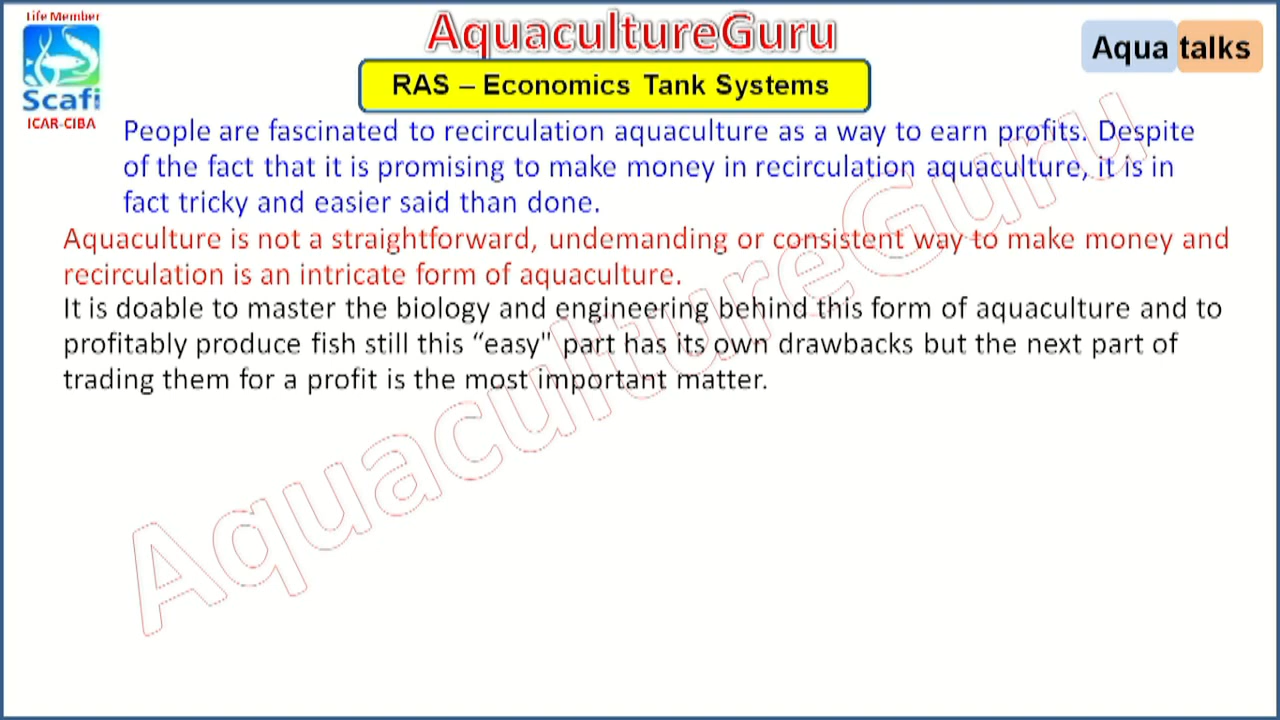 Life Member
AquacultureGuru
Aqua talks
Scafi
ICAR-CIBA
RAS – Economics Tank Systems
People are fascinated to recirculation aquaculture as a way to earn profits. Despite
of the fact that it is promising to make money in recirculation aquaculture, it is in
fact tricky and easier said than done.
Aquaculture is not a straightforward, undemanding or consistent way to make money and
recirculation is an intricate form of aquaculture.
It is doable to master the biology and engineering behind this form of aquaculture and to
profitably produce fish still this “easy" part has its own drawbacks but the next part of
trading them for a profit is the most important matter.
AquacultureGuru